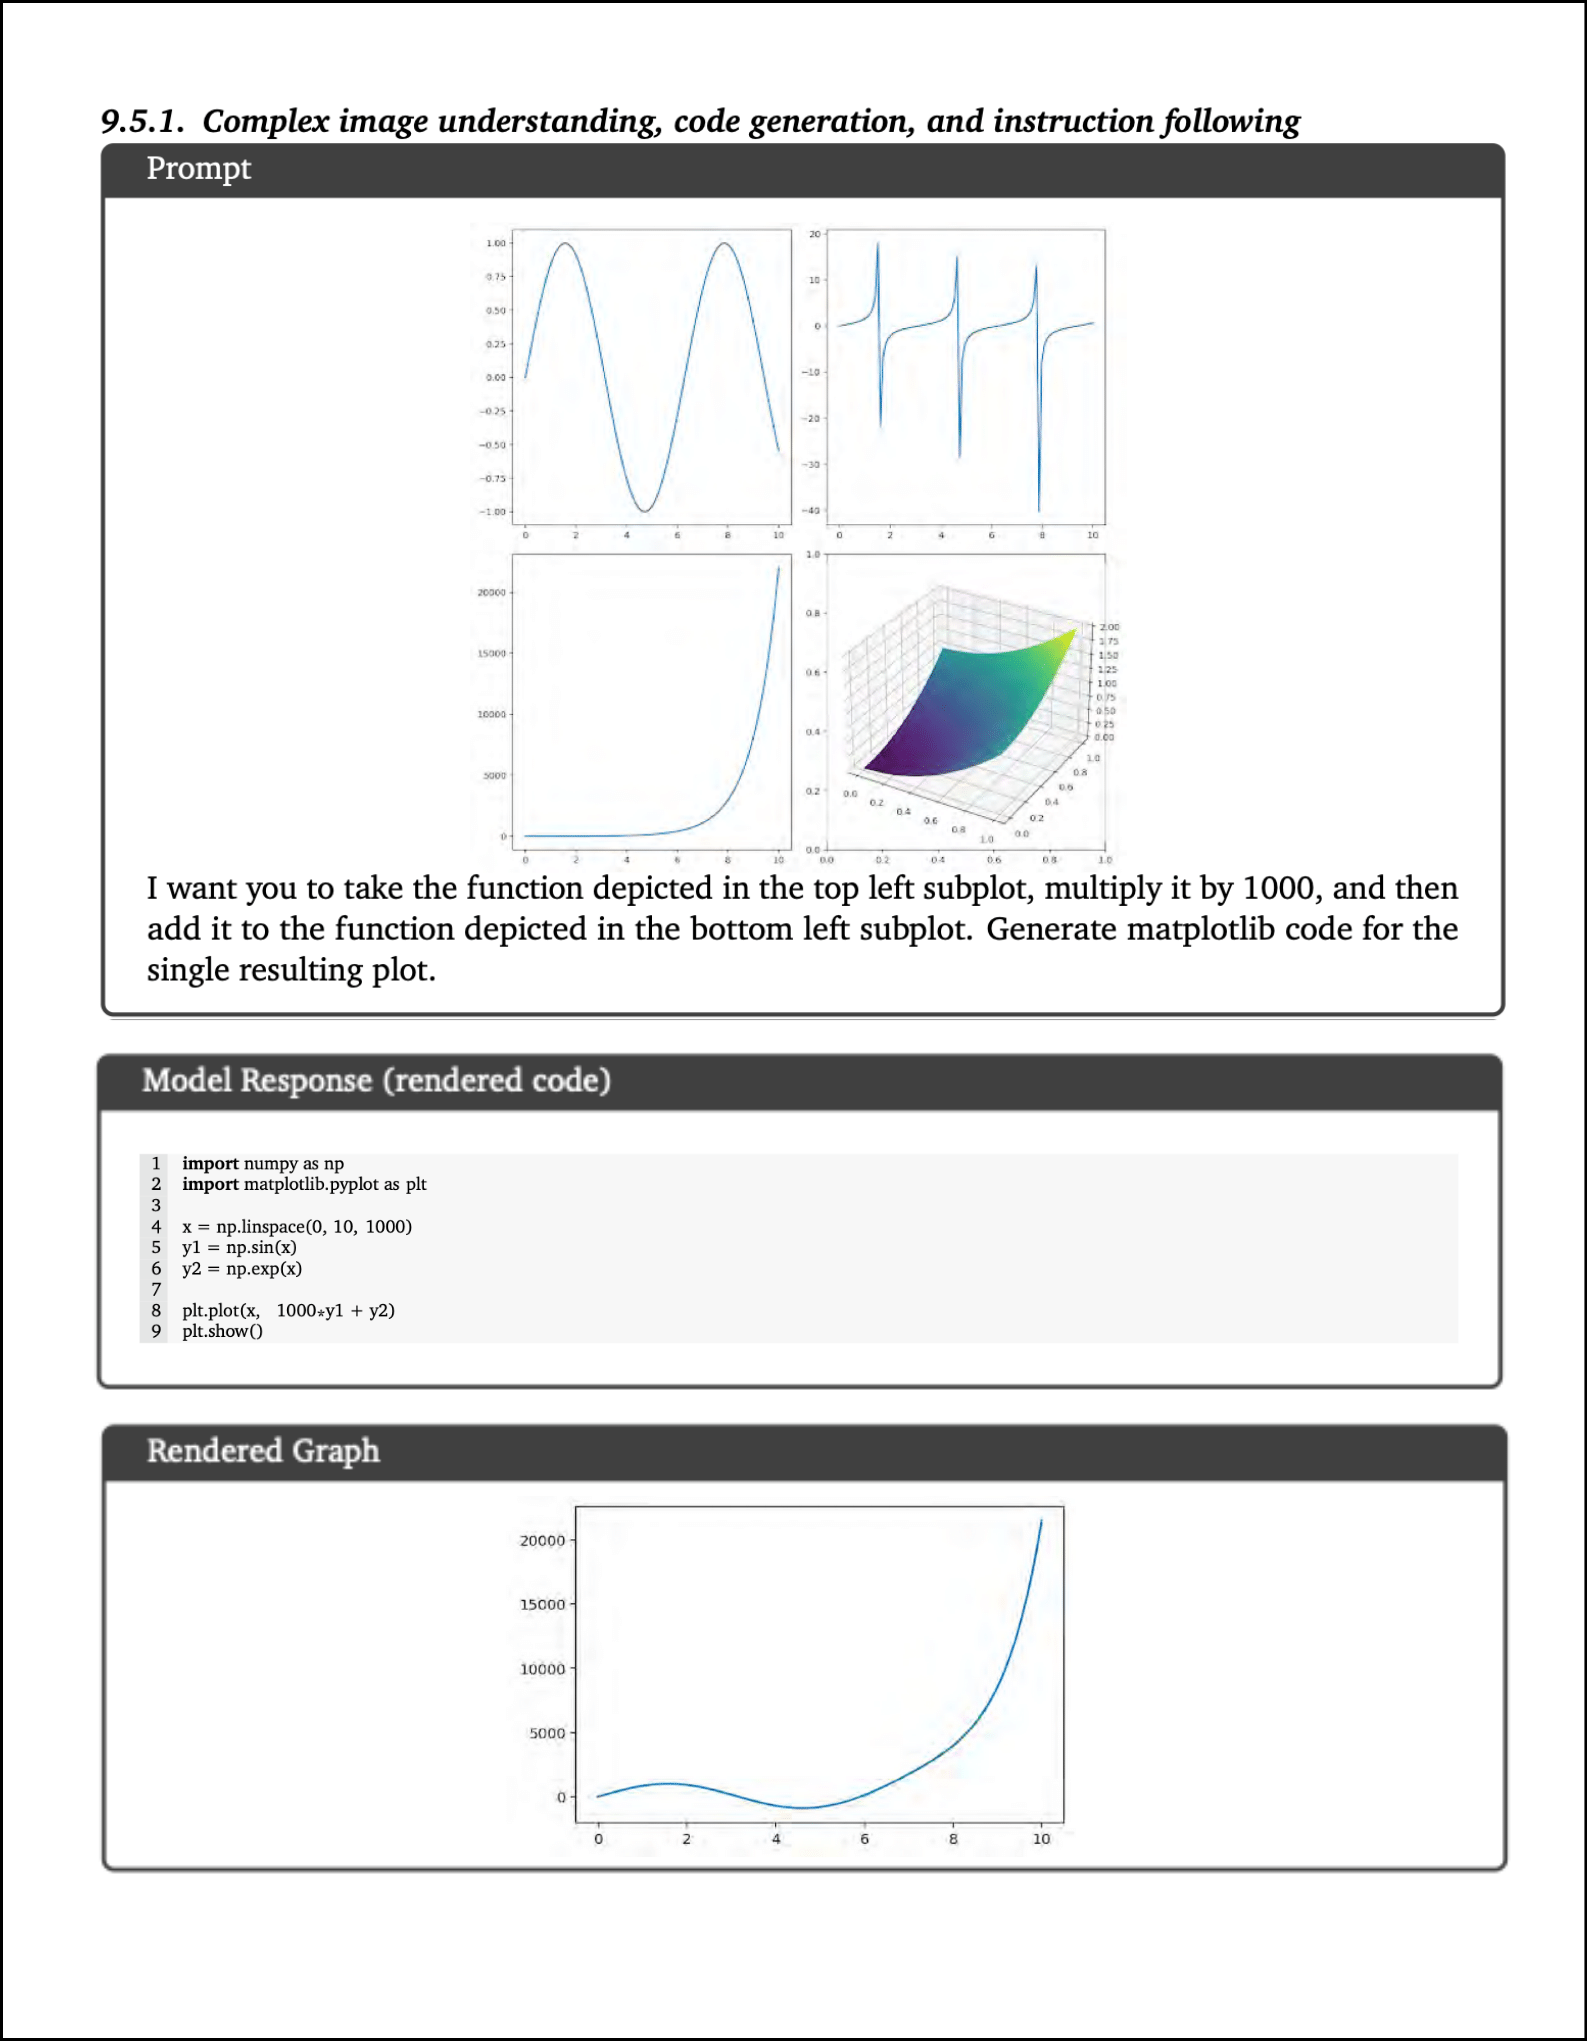 9.5.1. Complex image understanding, code generation, and instruction following
Prompt
1.00
0.75
0.50
0.25
0.00
−0.25
−0.50
−0.75
−1.00
0 2 4 6 8 10
20
10
0
−10
−20
−30
−40
0 2 4 6 8 10
20000
15000
10000
5000
0
0 2 4 6 8 10
1.0
0.8
0.6
0.4
0.2
0.0
0.0 0.2 0.4 0.6 0.8 1.0
2.00
1.75
1.50
1.25
1.00
0.75
0.50
0.25
0.00
1.0
0.8
0.6
0.4
0.2
0.0
0.0
0.2
0.4
0.6
0.8
1.0
I want you to take the function depicted in the top left subplot, multiply it by 1000, and then
add it to the function depicted in the bottom left subplot. Generate matplotlib code for the
single resulting plot.
Model Response (rendered code)
1 import numpy as np
2 import matplotlib.pyplot as plt
3
4 x = np.linspace(0, 10, 1000)
5 y1 = np.sin(x)
6 y2 = np.exp(x)
7
8 plt.plot(x, 1000*y1 + y2)
9 plt.show()
Rendered Graph
20000
15000
10000
5000
0
0 2 4 6 8 10